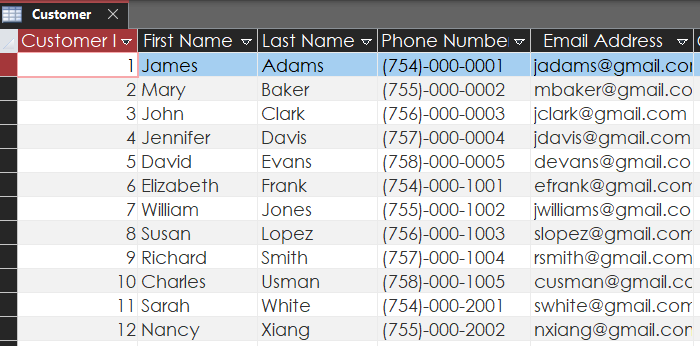 Customer
Customer I First Name Last Name Phone Number Email Address
1 James Adams (754)-000-0001 jadams@gmail.com
2 Mary Baker (755)-000-0002 mbaker@gmail.co
3 John Clark (756)-000-0003 jclark@gmail.com
4 Jennifer Davis (757)-000-0004 jdavis@gmail.com
5 David Evans (758)-000-0005 devans@gmail.co
6 Elizabeth Frank (754)-000-1001 efrank@gmail.com
7 William Jones (755)-000-1002 jwilliams@gmail.c
8 Susan Lopez (756)-000-1003 slopez@gmail.com
9 Richard Smith (757)-000-1004 rsmith@gmail.com
10 Charles Usman (758)-000-1005 cusman@gmail.co
11 Sarah White (754)-000-2001 swhite@gmail.com
12 Nancy Xiang (755)-000-2002 nxiang@gmail.co